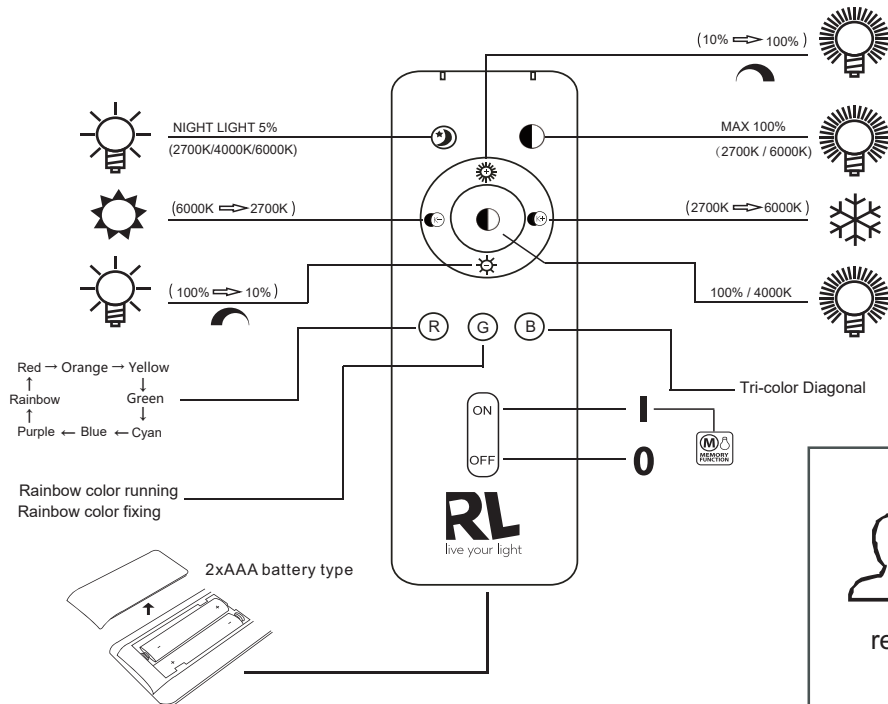 (10% ⇨ 100% )
NIGHT LIGHT 5%
(2700K/4000K/6000K)
MAX 100%
(2700K / 6000K)
(6000K ⇨ 2700K )
(2700K ⇨ 6000K )
( 100% ⇨ 10% )
100% / 4000K
K-
K+
R G B
Red → Orange → Yellow
↑ ↓
Rainbow Green
↑ ↓
Purple ← Blue ← Cyan
Tri-color Diagonal
ON I
M
MEMORY
FUNCTION
OFF 0
Rainbow color running
Rainbow color fixing
RL
live your light
2xAAA battery type
re